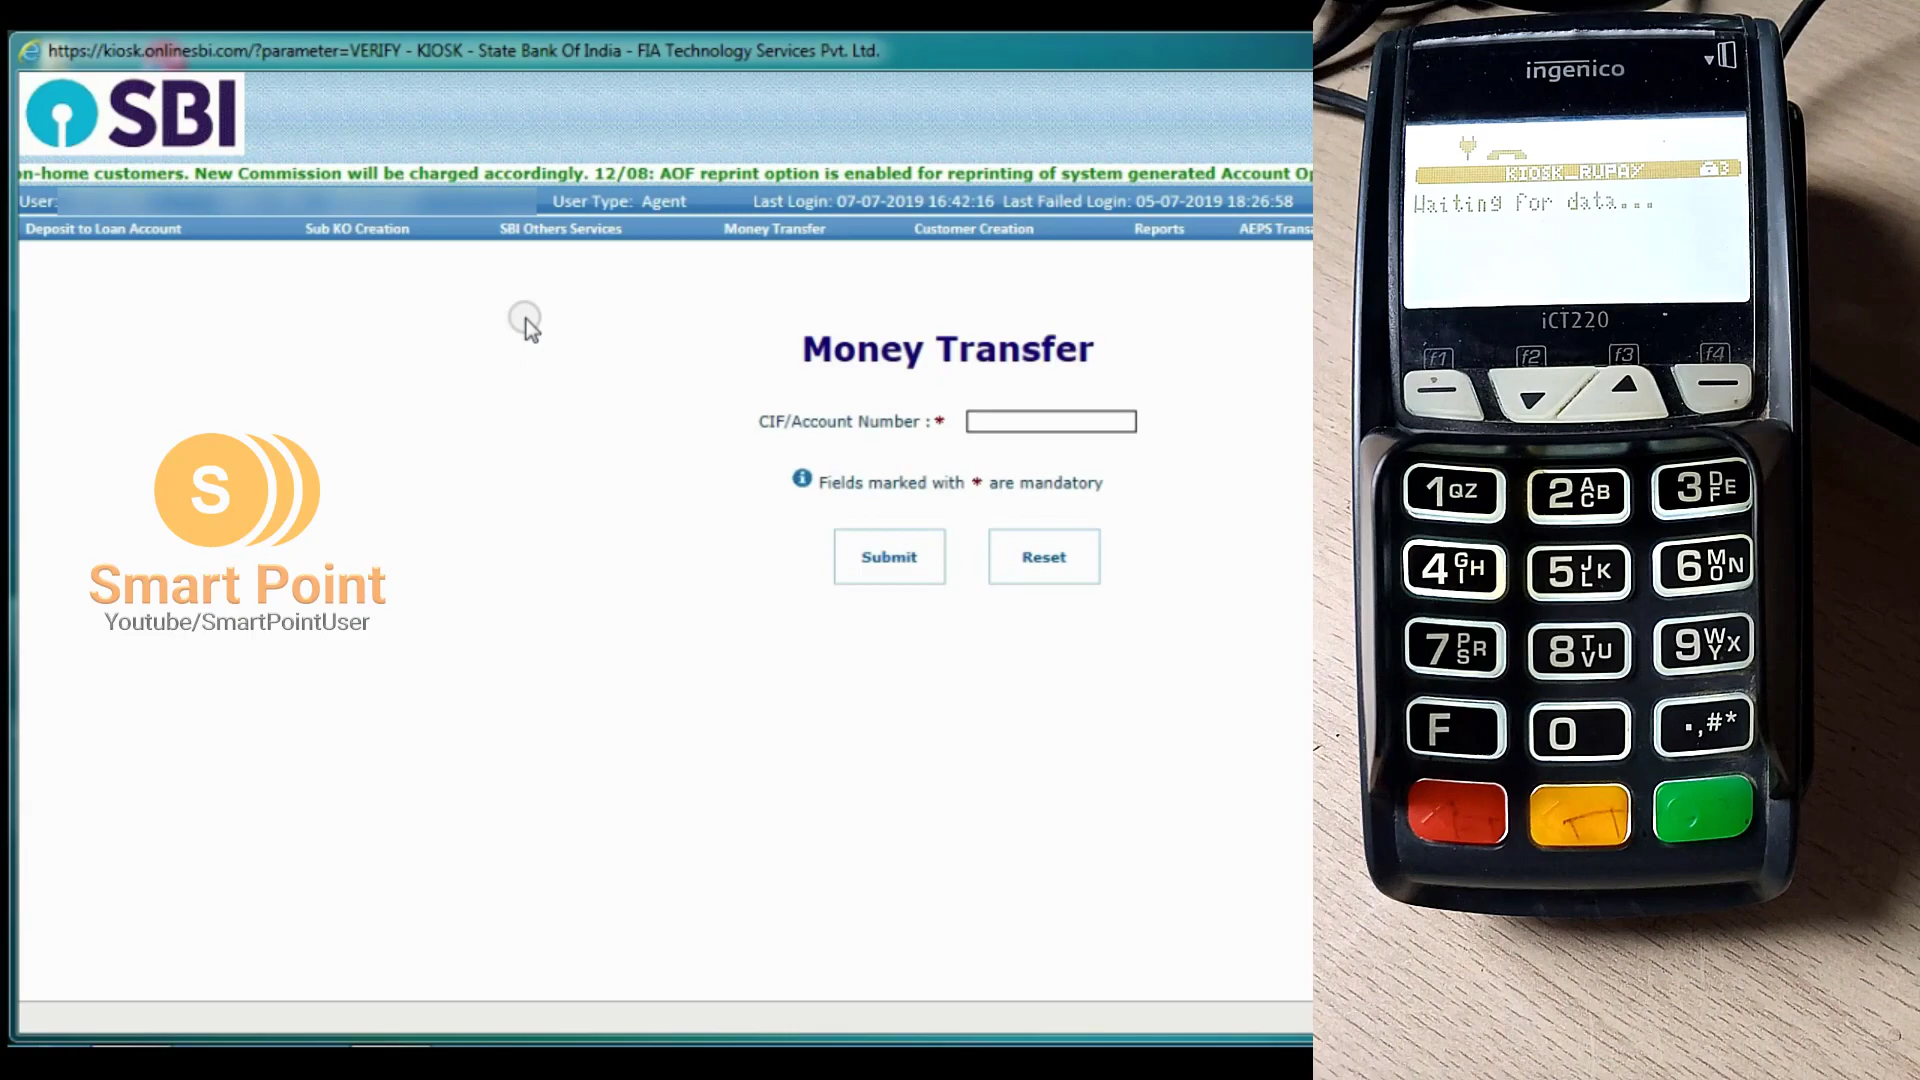 https://kiosk.onlinesbi.com/?parameter=VERIFY - KIOSK - State Bank Of India - FIA Technology Services Pvt. Ltd.
SBI
on-home customers. New Commission will be charged accordingly. 12/08: AOF reprint option is enabled for reprinting of system generated Account Op
User: User Type: Agent Last Login: 07-07-2019 16:42:16 Last Failed Login: 05-07-2019 18:26:58
Deposit to Loan Account Sub KO Creation SBI Others Services Money Transfer Customer Creation Reports AEPS Transa
Money Transfer
CIF/Account Number : *
Fields marked with * are mandatory
Submit Reset
S
Smart Point
Youtube/SmartPointUser
ingenico
KIOSK_RUPAY
Waiting for data...
iCT220
f1 f2 f3 f4
1 QZ 2 ABC 3 DEF
4 GHI 5 JKL 6 MNO
7 PRS 8 TUV 9 WXY
F 0 .,#*